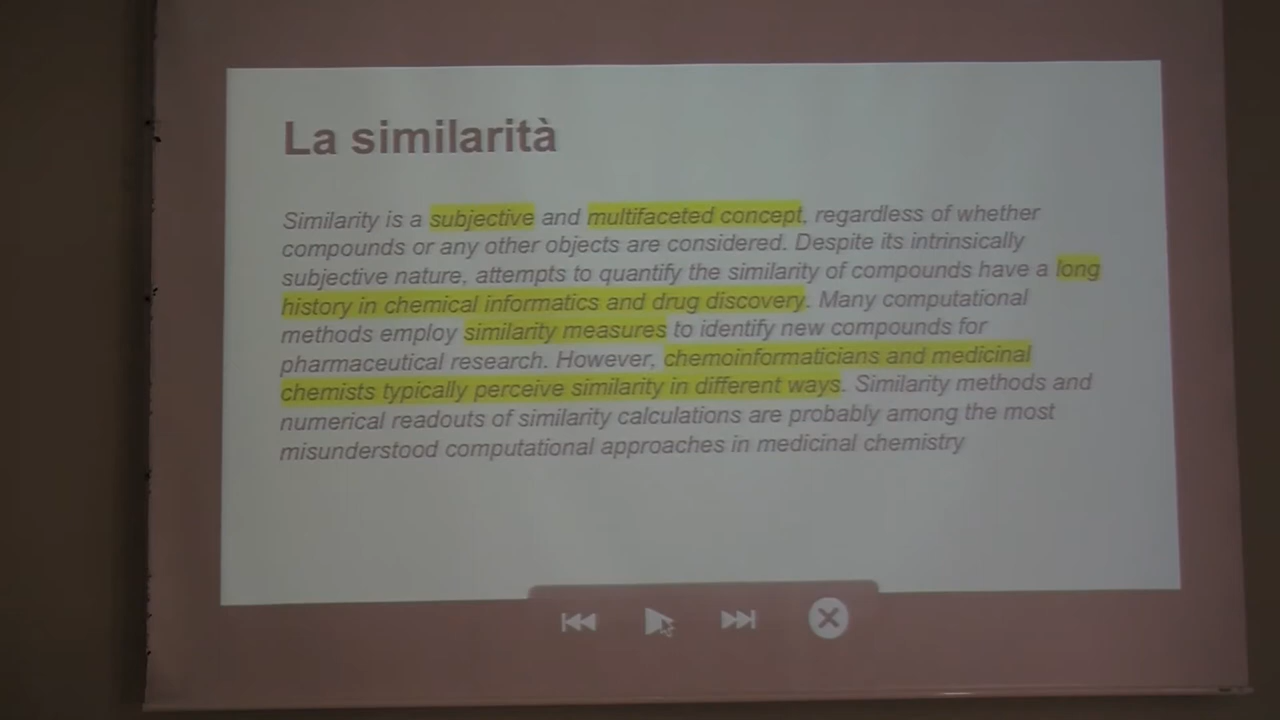 La similarità
Similarity is a subjective and multifaceted concept, regardless of whether
compounds or any other objects are considered. Despite its intrinsically
subjective nature, attempts to quantify the similarity of compounds have a long
history in chemical informatics and drug discovery. Many computational
methods employ similarity measures to identify new compounds for
pharmaceutical research. However, chemoinformaticians and medicinal
chemists typically perceive similarity in different ways. Similarity methods and
numerical readouts of similarity calculations are probably among the most
misunderstood computational approaches in medicinal chemistry